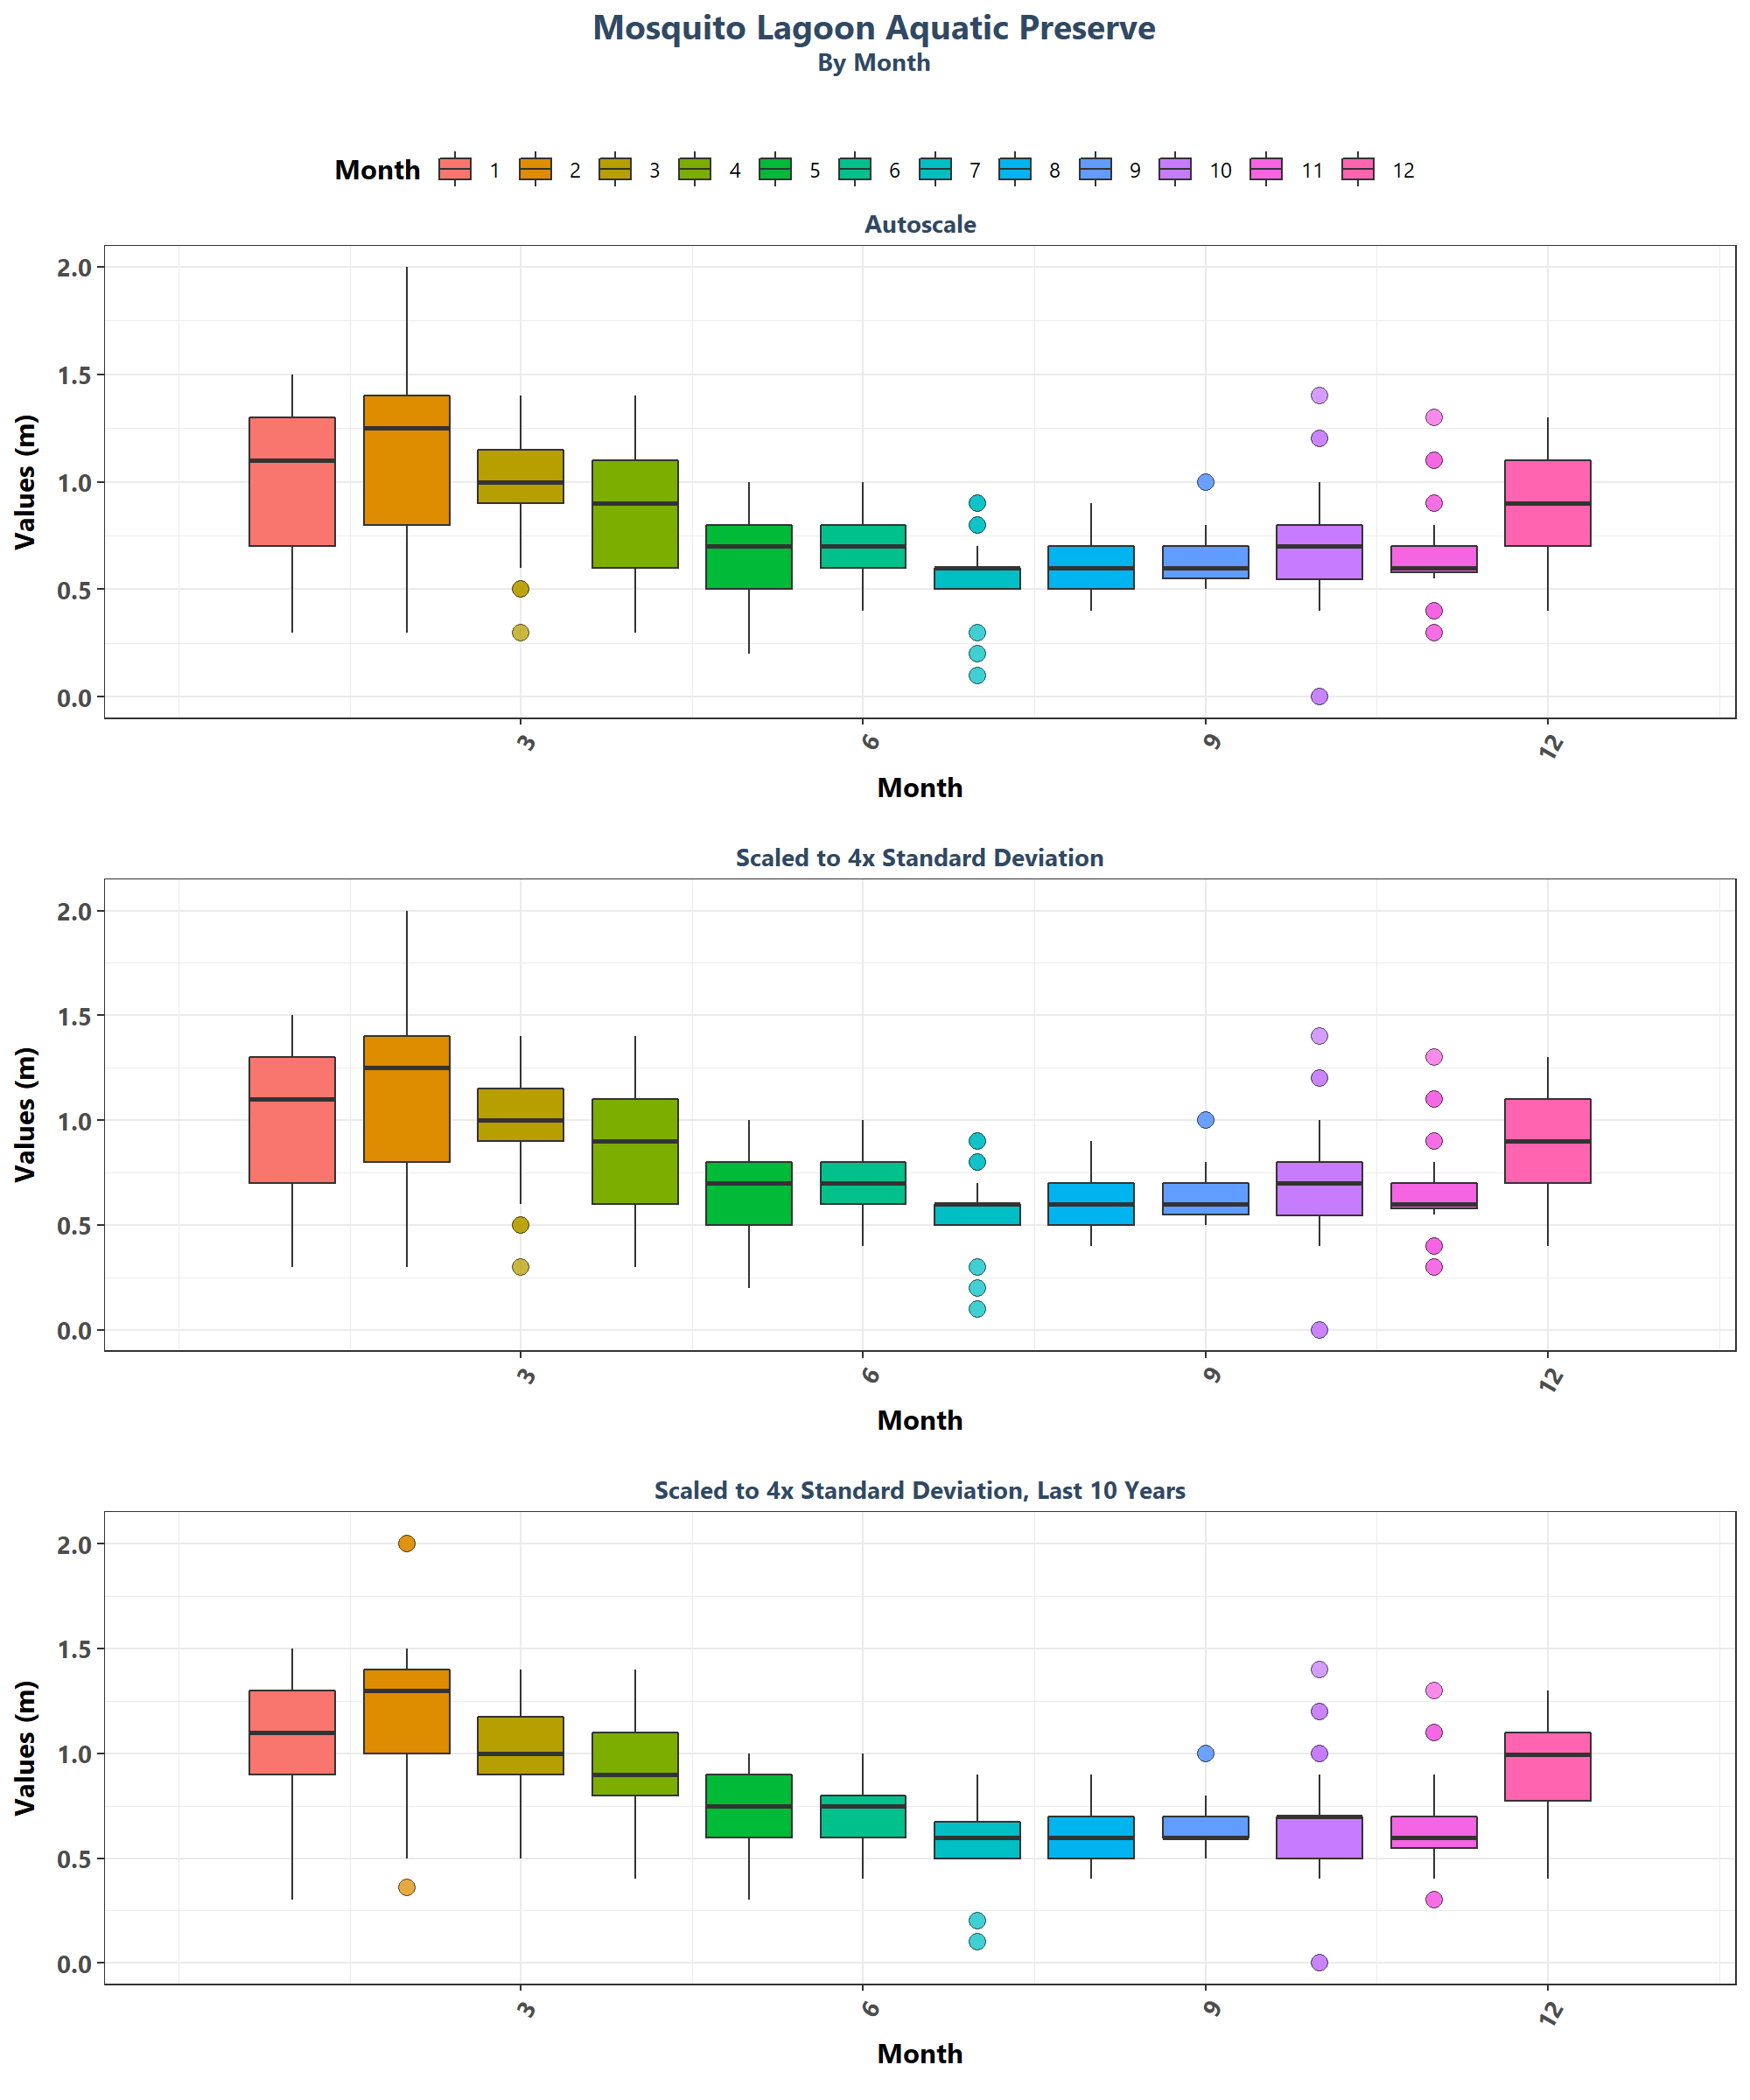 Mosquito Lagoon Aquatic Preserve
By Month
Month 1 2 3 4 5 6 7 8 9 10 11 12
Autoscale
Values (m)
2.0
1.5
1.0
0.5
0.0
3 6 9 12
Month
Scaled to 4x Standard Deviation
Values (m)
2.0
1.5
1.0
0.5
0.0
3 6 9 12
Month
Scaled to 4x Standard Deviation, Last 10 Years
Values (m)
2.0
1.5
1.0
0.5
0.0
3 6 9 12
Month